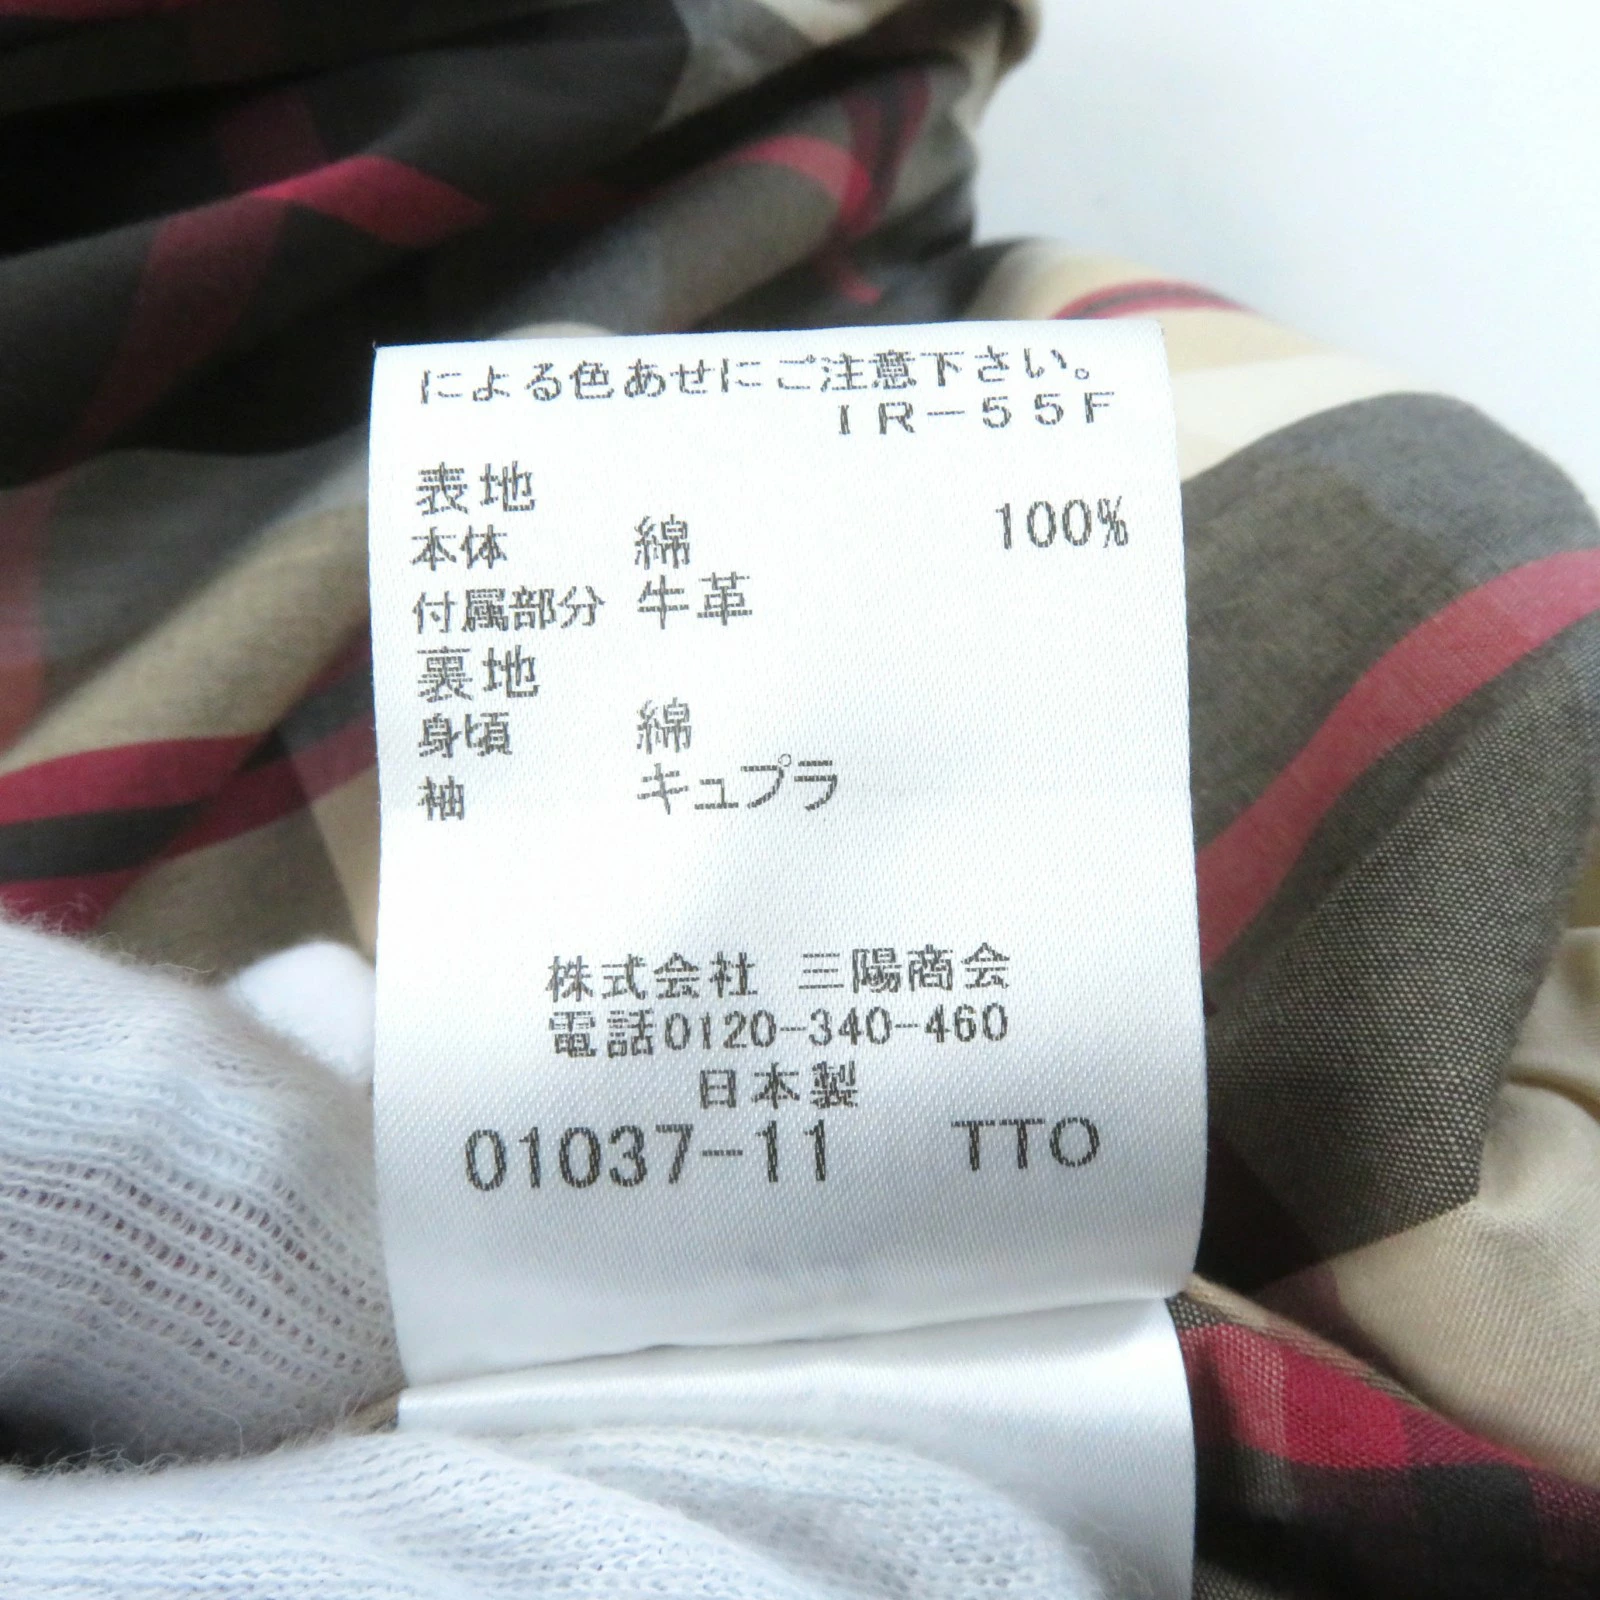 による色あせにご注意下さい。
IR-55F
表地
本体 綿 100%
付属部分 牛革
裏地
身頃 綿
袖 キュプラ
株式会社 三陽商会
電話0120-340-460
日本製
01037-11 TTO